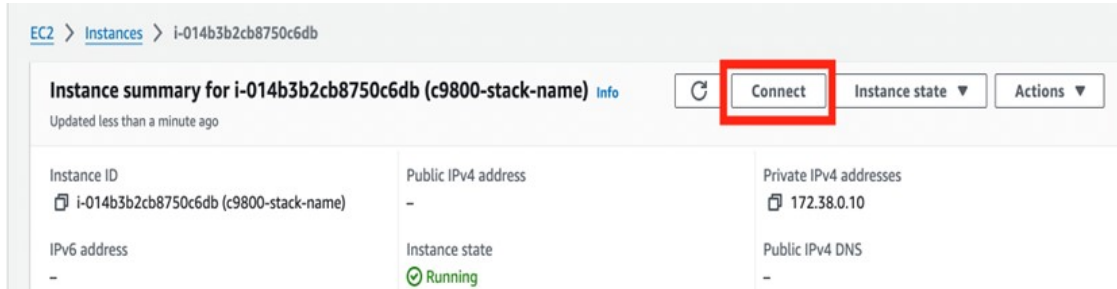 EC2 > Instances > i-014b3b2cb8750c6db
Instance summary for i-014b3b2cb8750c6db (c9800-stack-name) Info
Connect
Instance state ▼
Actions ▼
Updated less than a minute ago
Instance ID
i-014b3b2cb8750c6db (c9800-stack-name)
Public IPv4 address
–
Private IPv4 addresses
172.38.0.10
IPv6 address
–
Instance state
Running
Public IPv4 DNS
–